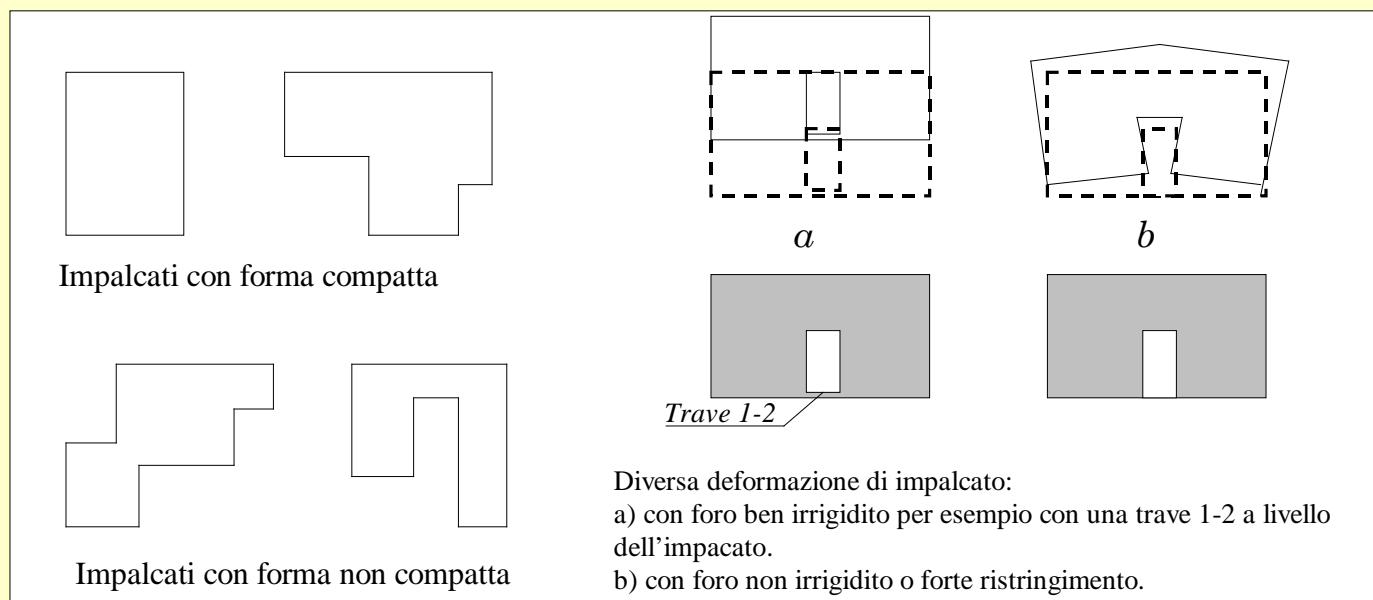 Impalcati con forma compatta
Impalcati con forma non compatta
a
b
Trave 1-2
Diversa deformazione di impalcato:
a) con foro ben irrigidito per esempio con una trave 1-2 a livello
dell’impacato.
b) con foro non irrigidito o forte ristringimento.